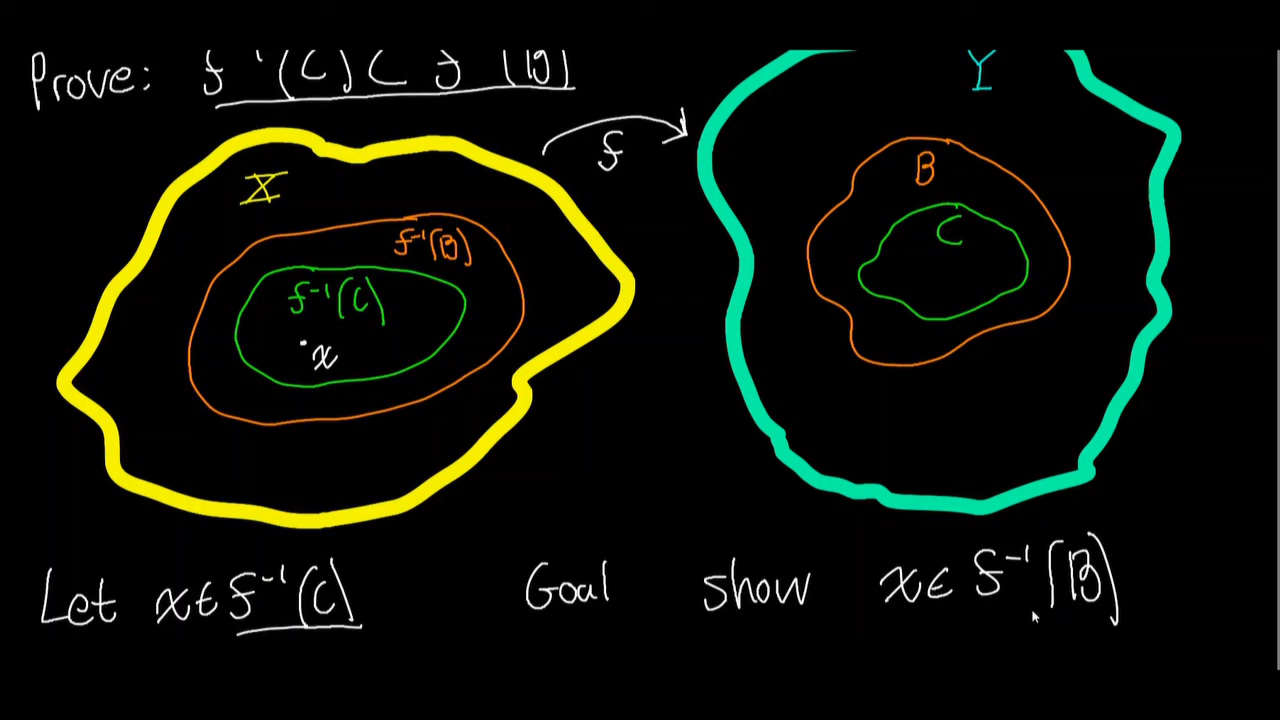 Prove: f⁻¹(C) ⊂ f⁻¹(B)
Y
f
X
B
C
f⁻¹(B)
f⁻¹(C)
x
Let x ∈ f⁻¹(C) Goal show x ∈ f⁻¹(B)